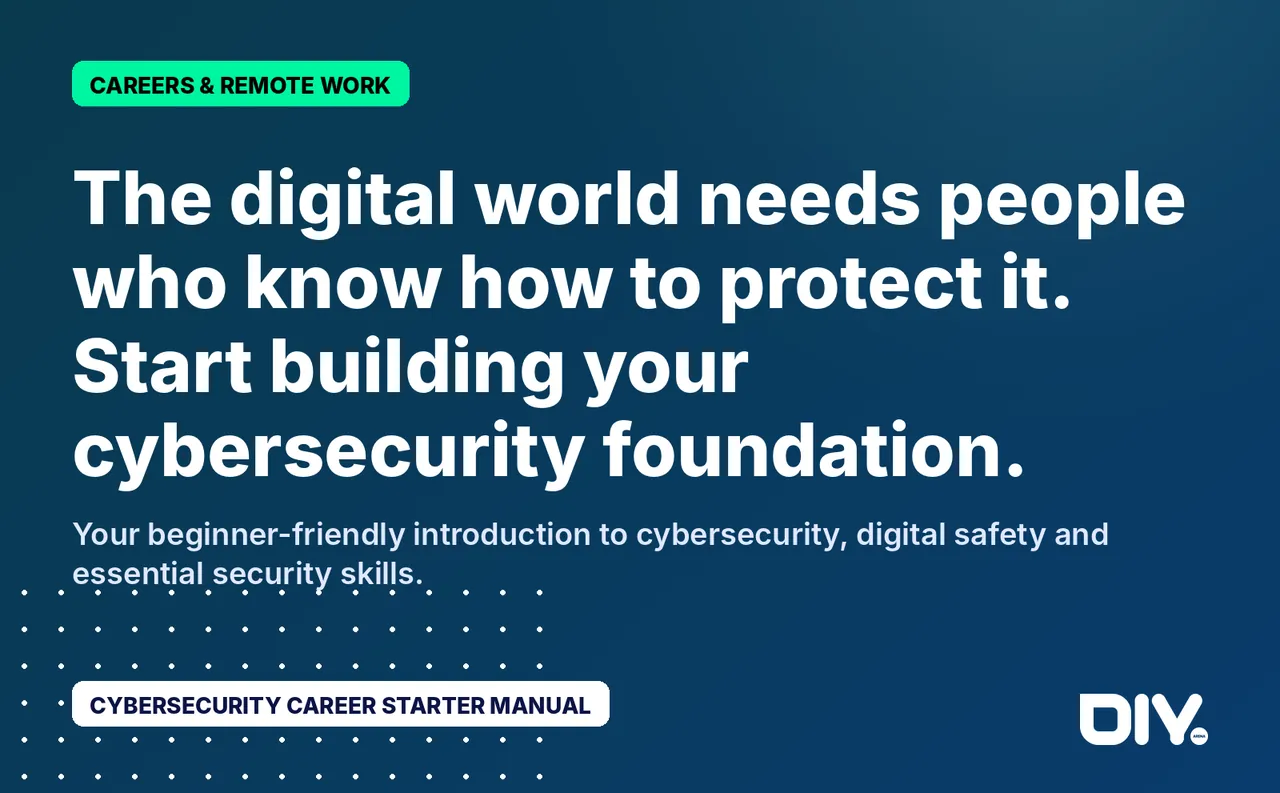 CAREERS & REMOTE WORK
The digital world needs people
who know how to protect it.
Start building your
cybersecurity foundation.
Your beginner-friendly introduction to cybersecurity, digital safety and
essential security skills.
CYBERSECURITY CAREER STARTER MANUAL
DIY.